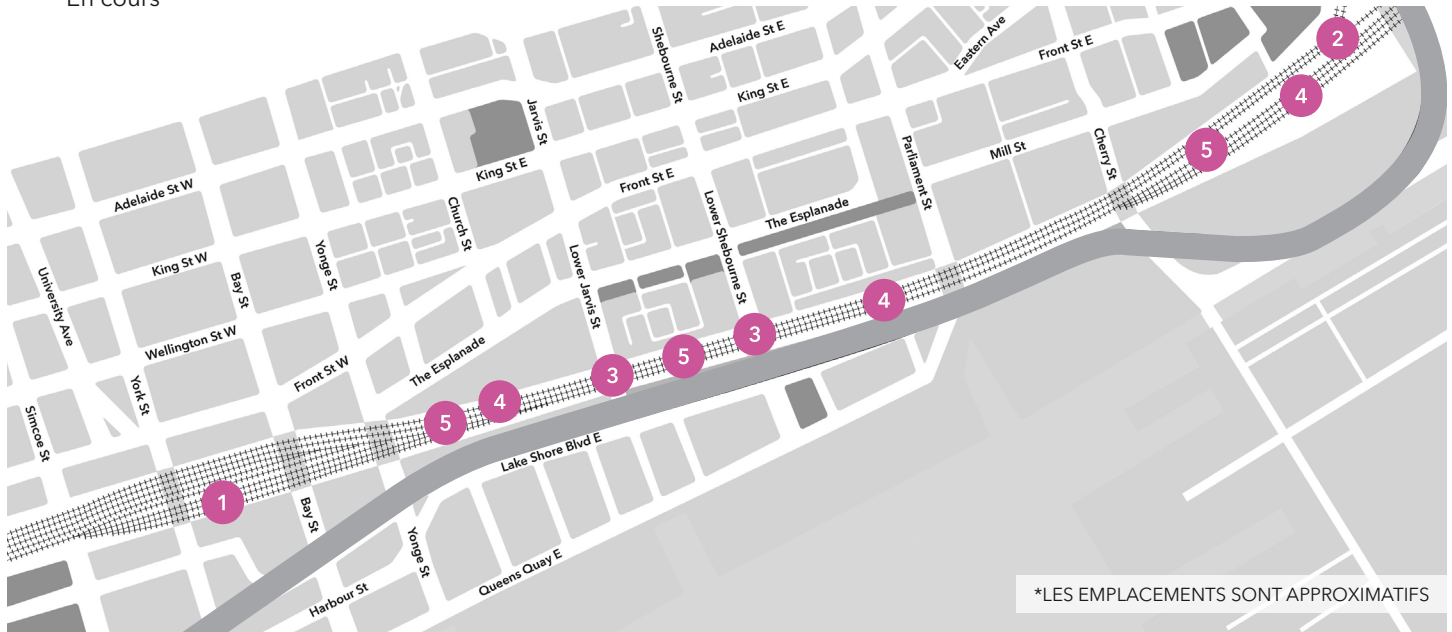 En cours
2
Adelaide St E
Shebourne St
Eastern Ave
Front St E
4
King St E
Jarvis St
5
Parliament St
Cherry St
Mill St
King St E
Adelaide St W
Front St E
Lower Shebourne St
The Esplanade
Church St
Yonge St
King St W
Bay St
University Ave
Lower Jarvis St
4
3
Wellington St W
5
The Esplanade
3
Front St W
York St
4
5
Simcoe St
Lake Shore Blvd E
1
Bay St
Yonge St
Queens Quay E
Harbour St
*LES EMPLACEMENTS SONT APPROXIMATIFS